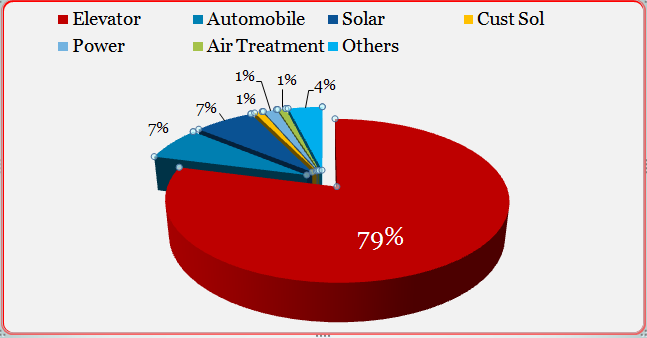 Elevator Automobile Solar Cust Sol
Power Air Treatment Others
1% 1% 4%
7% 7% 1%
79%